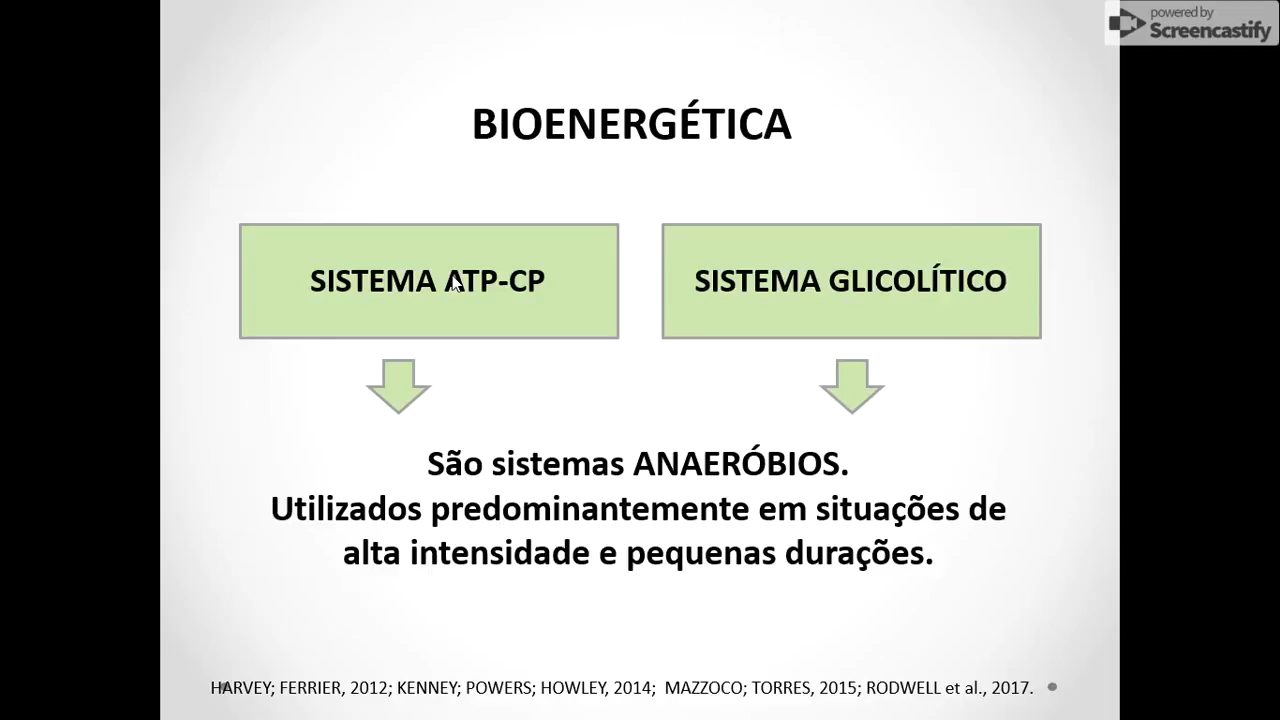 powered by
Screencastify
BIOENERGÉTICA
SISTEMA ATP-CP
SISTEMA GLICOLÍTICO
São sistemas ANAERÓBIOS.
Utilizados predominantemente em situações de
alta intensidade e pequenas durações.
HARVEY; FERRIER, 2012; KENNEY; POWERS; HOWLEY, 2014; MAZZOCO; TORRES, 2015; RODWELL et al., 2017.